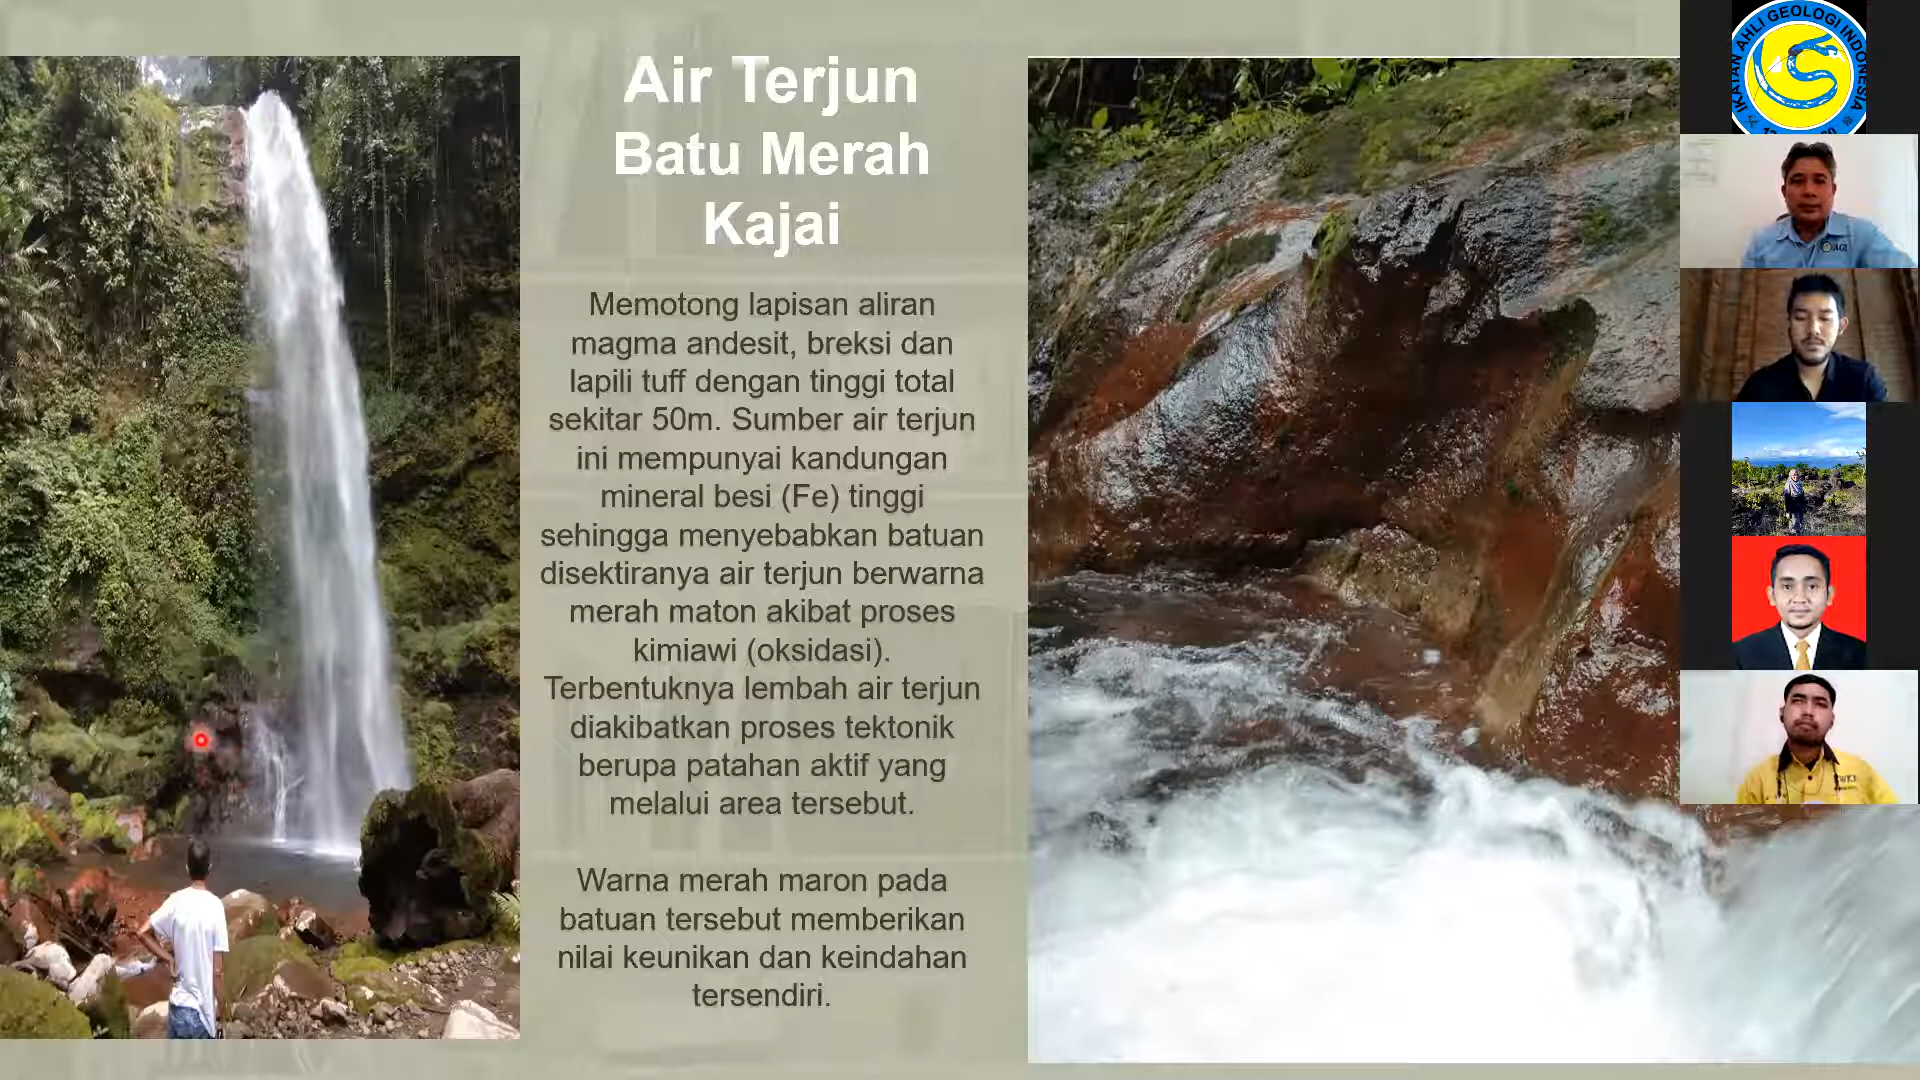 Air Terjun
Batu Merah
Kajai
Memotong lapisan aliran
magma andesit, breksi dan
lapili tuff dengan tinggi total
sekitar 50m. Sumber air terjun
ini mempunyai kandungan
mineral besi (Fe) tinggi
sehingga menyebabkan batuan
disektiranya air terjun berwarna
merah maton akibat proses
kimiawi (oksidasi).
Terbentuknya lembah air terjun
diakibatkan proses tektonik
berupa patahan aktif yang
melalui area tersebut.
Warna merah maron pada
batuan tersebut memberikan
nilai keunikan dan keindahan
tersendiri.
IKATAN AHLI GEOLOGI INDONESIA